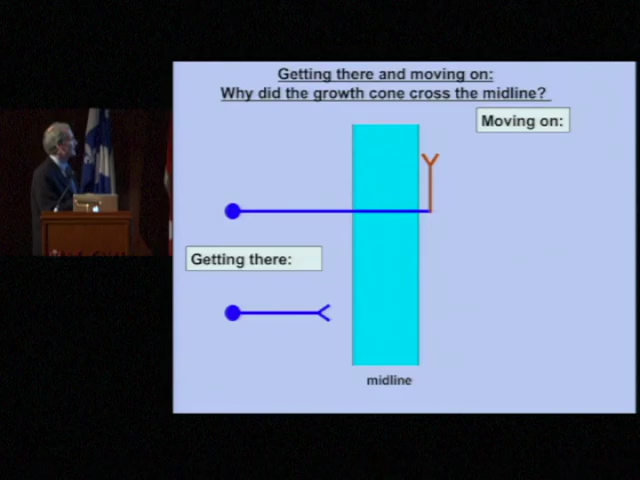 Getting there and moving on:
Why did the growth cone cross the midline?
Moving on:
Getting there:
midline